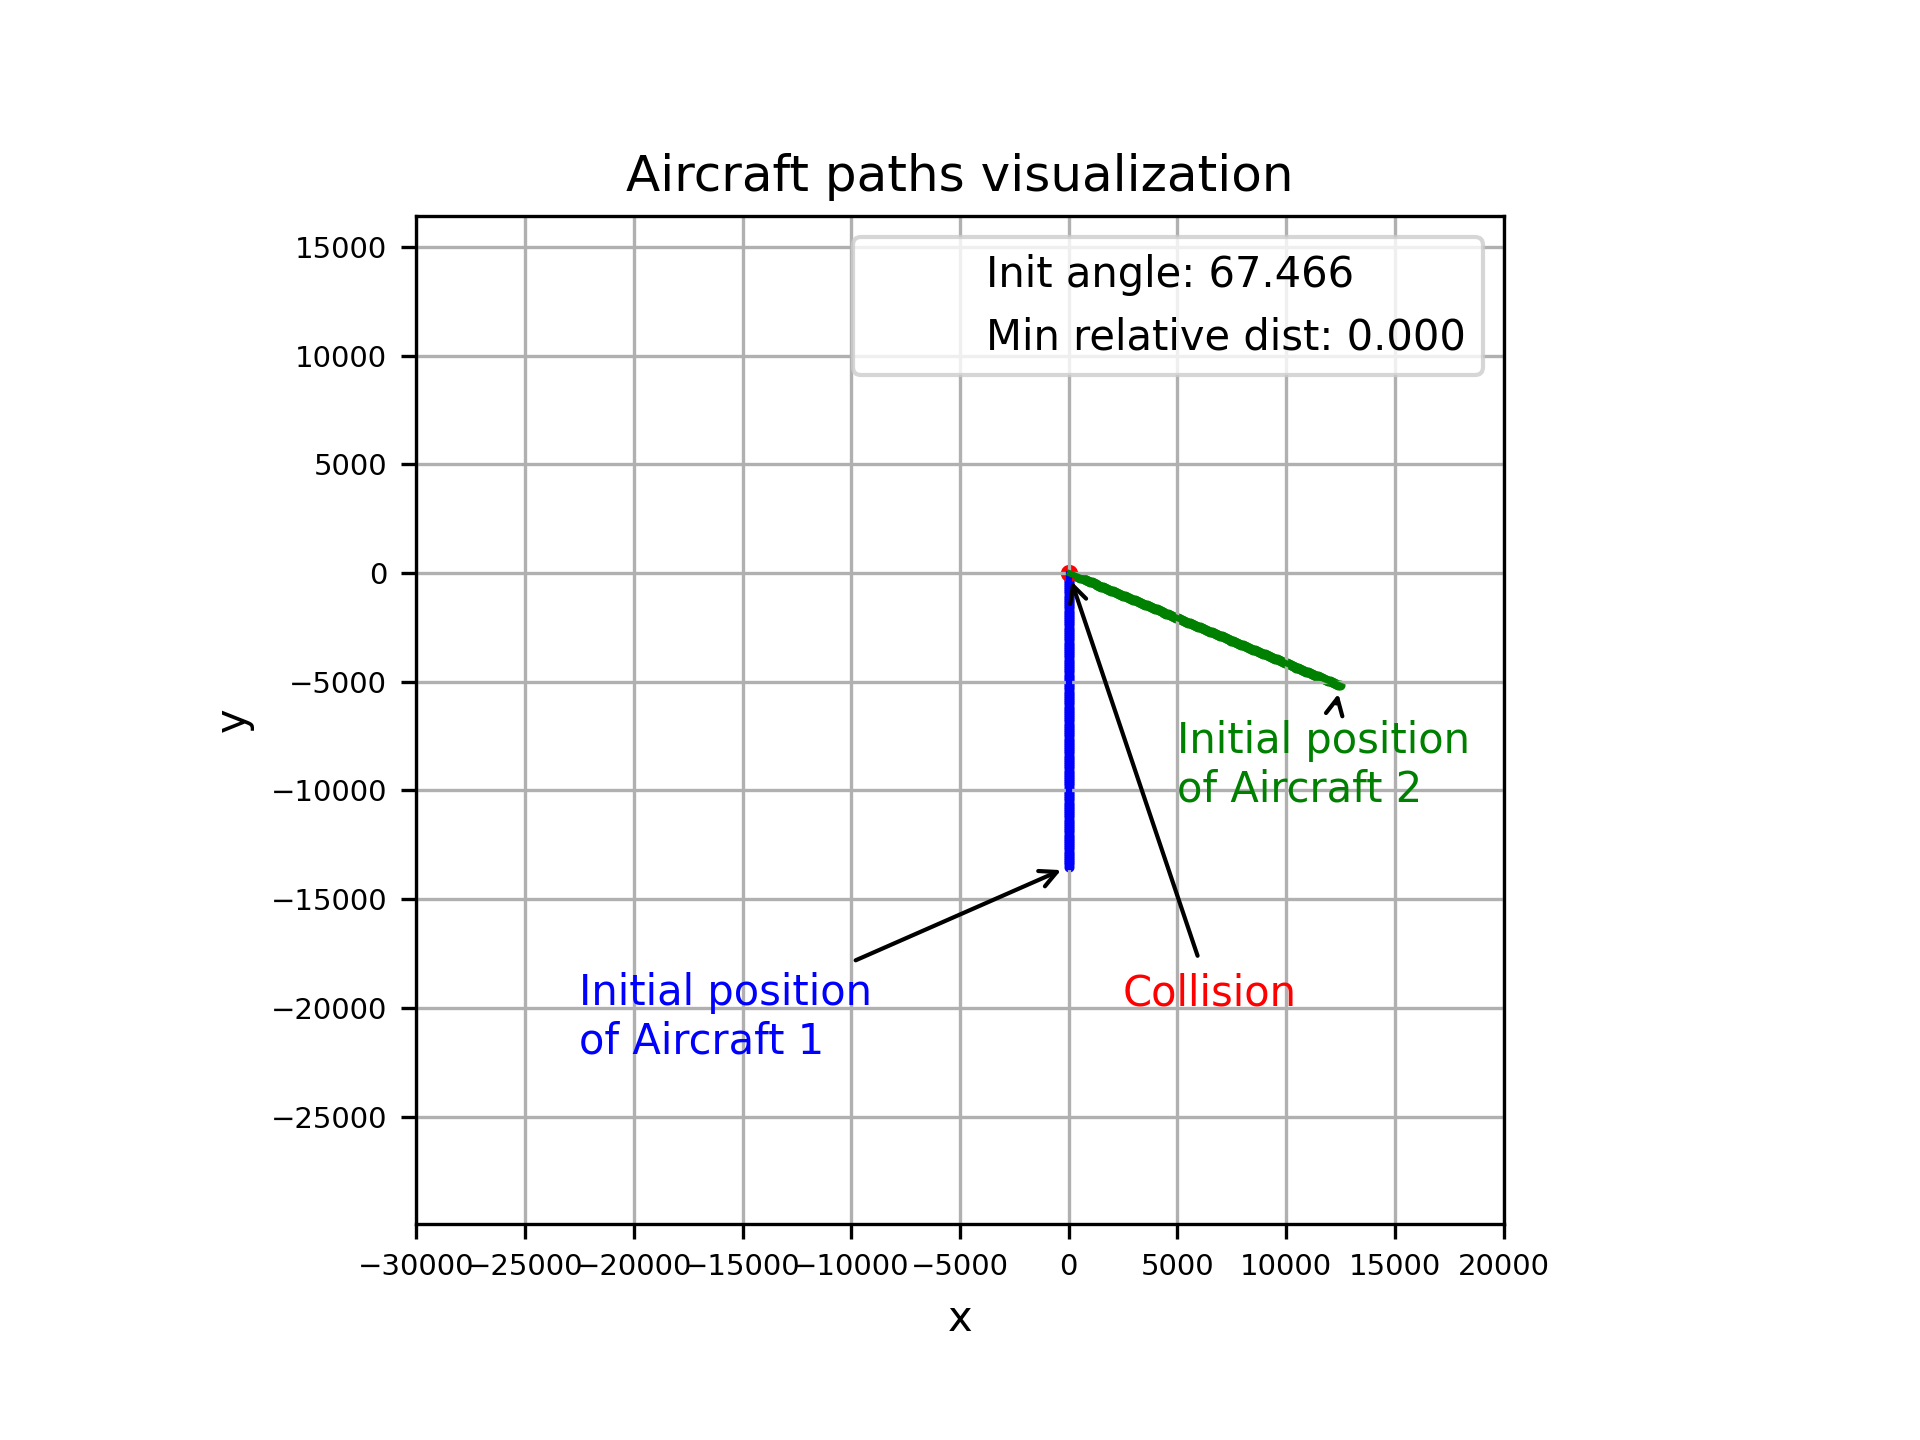 Aircraft paths visualization
Init angle: 67.466
Min relative dist: 0.000
15000
10000
5000
0
−5000
−10000
−15000
−20000
−25000
y
Initial position
of Aircraft 2
Initial position
of Aircraft 1
Collision
−30000
−25000
−20000
−15000
−10000
−5000
0
5000
10000
15000
20000
x